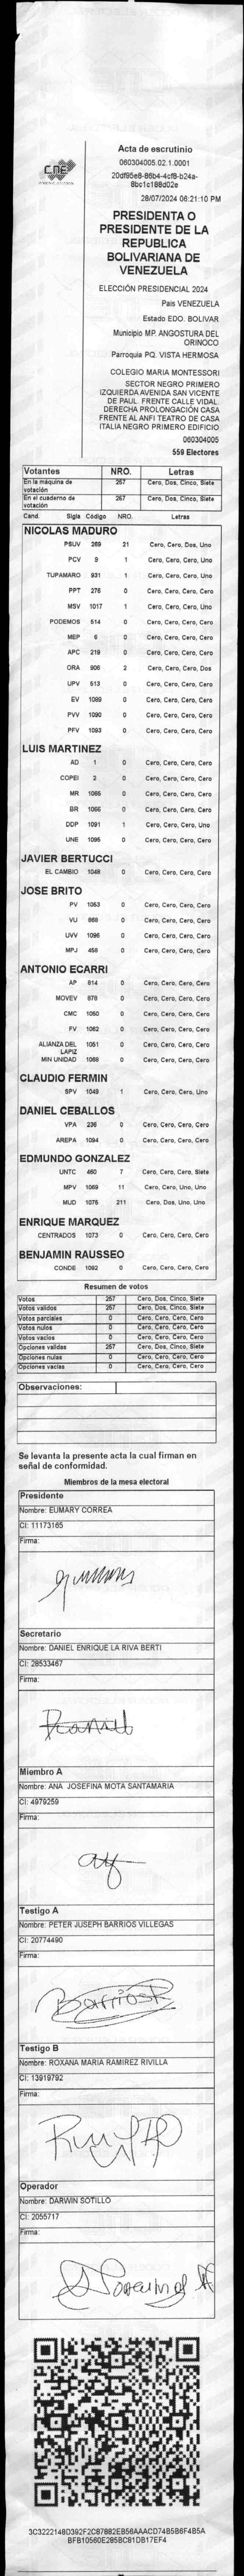 CNE
Acta de escrutinio
060304005.02.1.0001
20df95e8-86b4-4cf8-b24a-
8bc1c188d02e
28/07/2024 06:21:10 PM
PRESIDENTA O
PRESIDENTE DE LA
REPUBLICA
BOLIVARIANA DE
VENEZUELA
ELECCIÓN PRESIDENCIAL 2024
Pais VENEZUELA
Estado EDO. BOLIVAR
Municipio MP. ANGOSTURA DEL
ORINOCO
Parroquia PQ. VISTA HERMOSA
COLEGIO MARIA MONTESSORI
SECTOR NEGRO PRIMERO
IZQUIERDA AVENIDA SAN VICENTE
DE PAUL. FRENTE CALLE VIDAL.
DERECHA PROLONGACIÓN CASA
FRENTE AL ANFI TEATRO DE CASA
ITALIA NEGRO PRIMERO EDIFICIO
060304005
559 Electores
Votantes NRO. Letras
En la máquina de votación 257 Cero, Dos, Cinco, Siete
En el cuaderno de votación 257 Cero, Dos, Cinco, Siete
Cand. Sigla Código NRO. Letras
NICOLAS MADURO
PSUV 269 21 Cero, Cero, Dos, Uno
PCV 9 1 Cero, Cero, Cero, Uno
TUPAMARO 931 1 Cero, Cero, Cero, Uno
PPT 276 0 Cero, Cero, Cero, Cero
MSV 1017 1 Cero, Cero, Cero, Uno
PODEMOS 514 0 Cero, Cero, Cero, Cero
MEP 6 0 Cero, Cero, Cero, Cero
APC 219 0 Cero, Cero, Cero, Cero
ORA 906 2 Cero, Cero, Cero, Dos
UPV 513 0 Cero, Cero, Cero, Cero
EV 1089 0 Cero, Cero, Cero, Cero
PVV 1090 0 Cero, Cero, Cero, Cero
PFV 1093 0 Cero, Cero, Cero, Cero
LUIS MARTINEZ
AD 1 0 Cero, Cero, Cero, Cero
COPEI 2 0 Cero, Cero, Cero, Cero
MR 1065 0 Cero, Cero, Cero, Cero
BR 1066 0 Cero, Cero, Cero, Cero
DDP 1091 1 Cero, Cero, Cero, Uno
UNE 1095 0 Cero, Cero, Cero, Cero
JAVIER BERTUCCI
EL CAMBIO 1048 0 Cero, Cero, Cero, Cero
JOSE BRITO
PV 1053 0 Cero, Cero, Cero, Cero
VU 868 0 Cero, Cero, Cero, Cero
UVV 1096 0 Cero, Cero, Cero, Cero
MPJ 458 0 Cero, Cero, Cero, Cero
ANTONIO ECARRI
AP 814 0 Cero, Cero, Cero, Cero
MOVEV 878 0 Cero, Cero, Cero, Cero
CMC 1050 0 Cero, Cero, Cero, Cero
FV 1062 0 Cero, Cero, Cero, Cero
ALIANZA DEL LAPIZ 1051 0 Cero, Cero, Cero, Cero
MIN UNIDAD 1068 0 Cero, Cero, Cero, Cero
CLAUDIO FERMIN
SPV 1049 1 Cero, Cero, Cero, Uno
DANIEL CEBALLOS
VPA 236 0 Cero, Cero, Cero, Cero
AREPA 1094 0 Cero, Cero, Cero, Cero
EDMUNDO GONZALEZ
UNTC 460 7 Cero, Cero, Cero, Siete
MPV 1069 11 Cero, Cero, Uno, Uno
MUD 1075 211 Cero, Dos, Uno, Uno
ENRIQUE MARQUEZ
CENTRADOS 1073 0 Cero, Cero, Cero, Cero
BENJAMIN RAUSSEO
CONDE 1092 0 Cero, Cero, Cero, Cero
Resumen de votos
Votos 257 Cero, Dos, Cinco, Siete
Votos validos 257 Cero, Dos, Cinco, Siete
Votos parciales 0 Cero, Cero, Cero, Cero
Votos nulos 0 Cero, Cero, Cero, Cero
Votos vacios 0 Cero, Cero, Cero, Cero
Opciones validas 257 Cero, Dos, Cinco, Siete
Opciones nulas 0 Cero, Cero, Cero, Cero
Opciones vacias 0 Cero, Cero, Cero, Cero
Observaciones:
Se levanta la presente acta la cual firman en
señal de conformidad.
Miembros de la mesa electoral
Presidente
Nombre: EUMARY CORREA
CI: 11173165
Firma:
Secretario
Nombre: DANIEL ENRIQUE LA RIVA BERTI
CI: 28533467
Firma:
Daniel
Miembro A
Nombre: ANA JOSEFINA MOTA SANTAMARIA
CI: 4979259
Firma:
Testigo A
Nombre: PETER JUSEPH BARRIOS VILLEGAS
CI: 20774490
Firma:
Barrios P
Testigo B
Nombre: ROXANA MARIA RAMIREZ RIVILLA
CI: 13919792
Firma:
Operador
Nombre: DARWIN SOTILLO
CI: 2055717
Firma:
3C3222148D392F2C87882EB56AAACD74B5B6F4B5A
BFB10560E285BC81DB17EF4